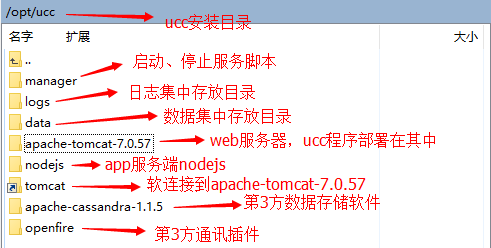 /opt/ucc
ucc安装目录
名字 扩展 大小
..
manager 启动、停止服务脚本
logs 日志集中存放目录
data 数据集中存放目录
apache-tomcat-7.0.57 web服务器，ucc程序部署在其中
nodejs app服务端nodejs
tomcat 软连接到apache-tomcat-7.0.57
apache-cassandra-1.1.5 第3方数据存储软件
openfire 第3方通讯插件